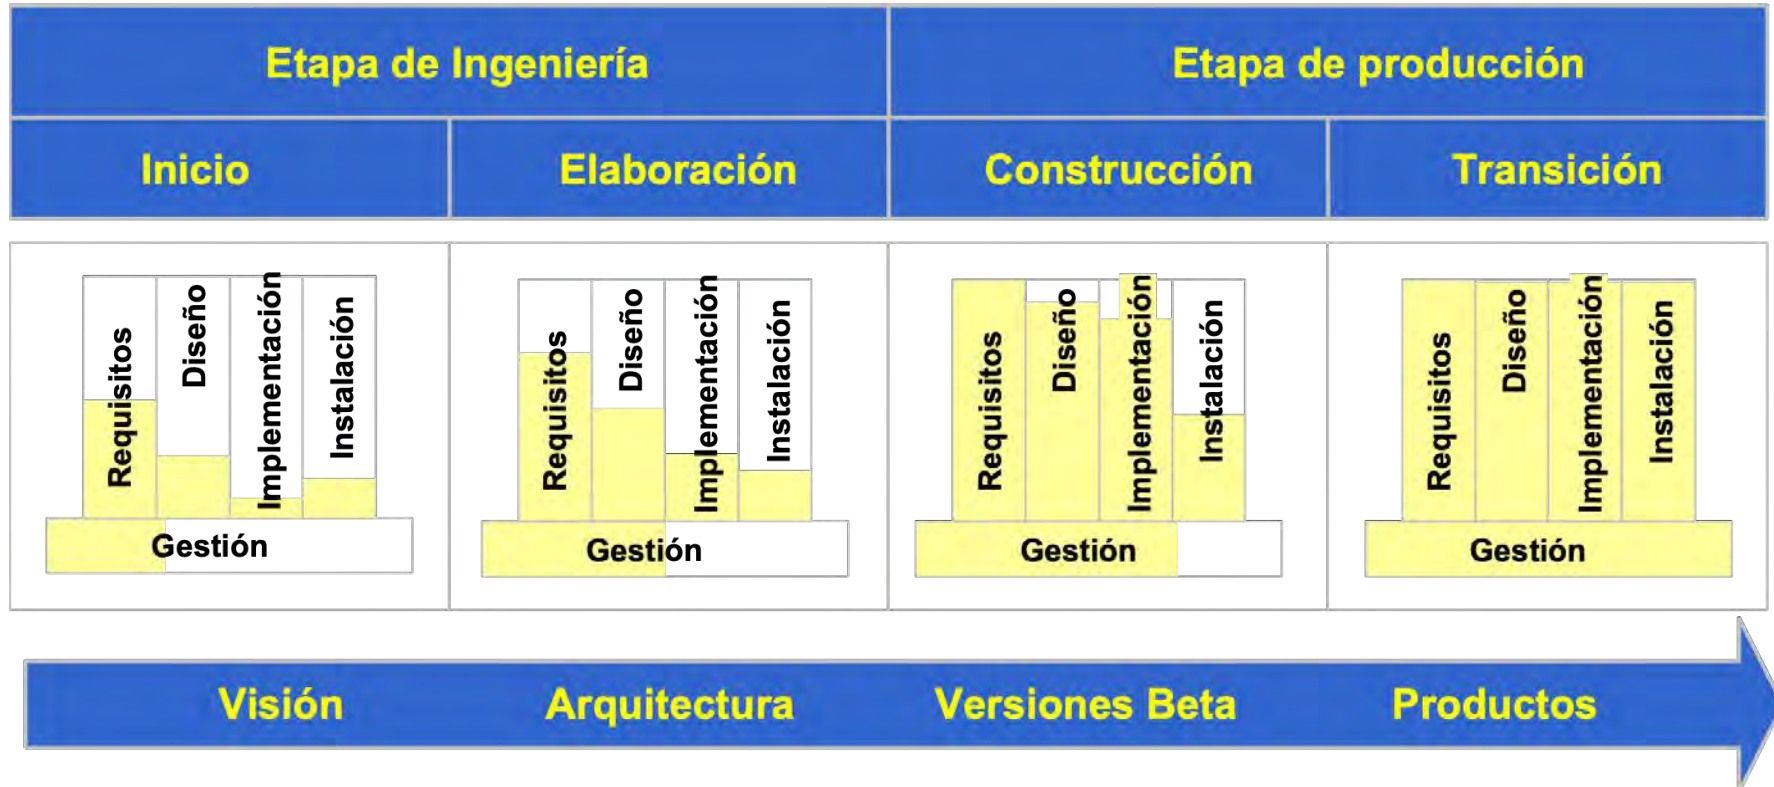 Etapa de Ingeniería
Etapa de producción
Inicio
Elaboración
Construcción
Transición
Requisitos
Diseño
Implementación
Instalación
Gestión
Requisitos
Diseño
Implementación
Instalación
Gestión
Requisitos
Diseño
Implementación
Instalación
Gestión
Requisitos
Diseño
Implementación
Instalación
Gestión
Visión
Arquitectura
Versiones Beta
Productos